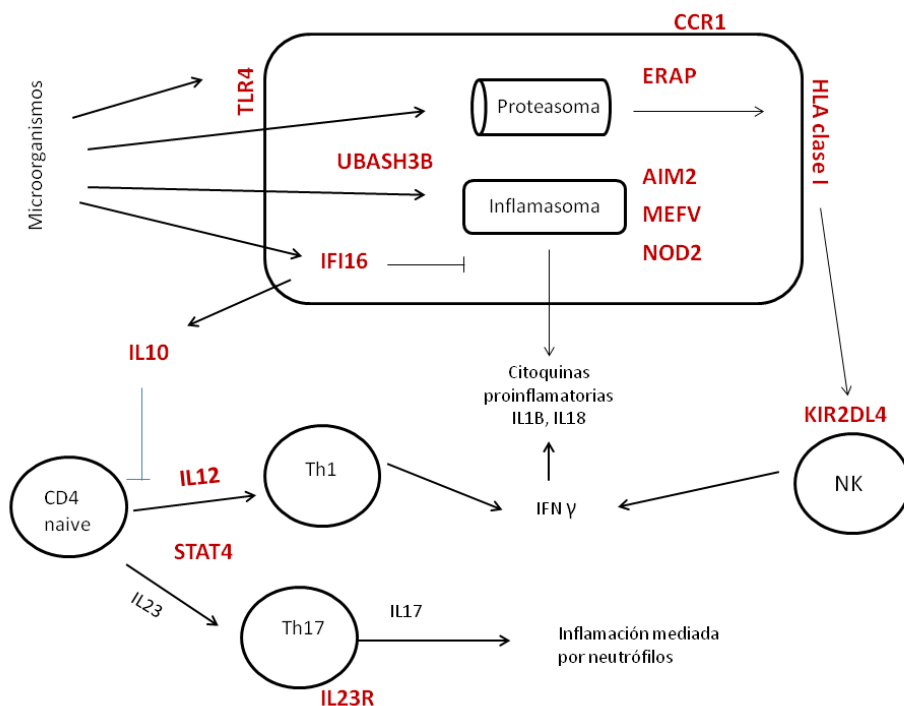 CCR1
Microorganismos
TLR4
ERAP
Proteasoma
HLA clase I
UBASH3B
AIM2
Inflamasoma
MEFV
NOD2
IFI16
IL10
Citoquinas
proinflamatorias
IL1B, IL18
KIR2DL4
IL12
Th1
CD4
naive
NK
IFN γ
STAT4
IL23
IL17
Th17
Inflamación mediada
por neutrófilos
IL23R